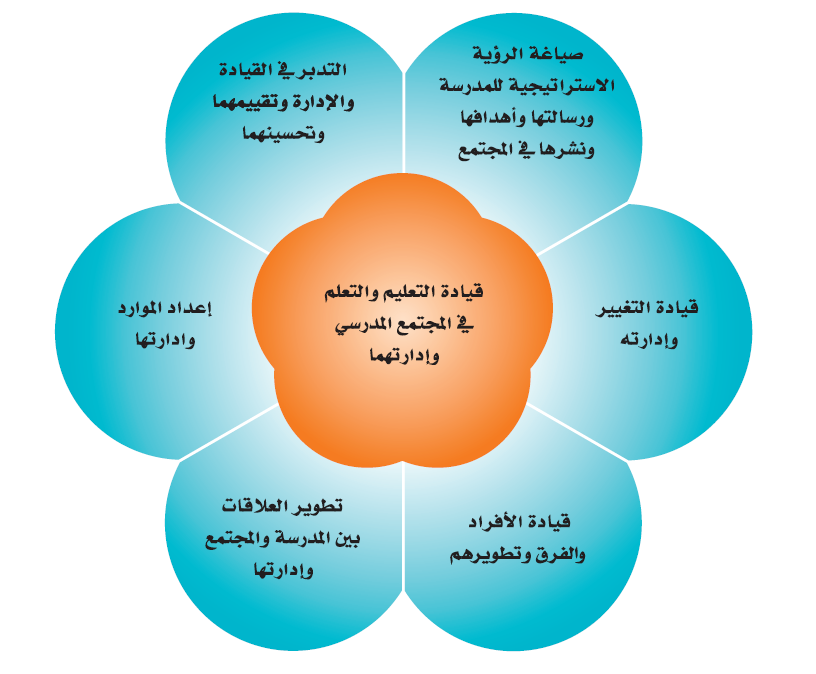 صياغة الرؤية
الاستراتيجية للمدرسة
ورسالتها وأهدافها
ونشرها في المجتمع
التدبر في القيادة
والإدارة وتقييمهما
وتحسينهما
قيادة التعليم والتعلم
في المجتمع المدرسي
وإدارتهما
قيادة التغيير
وإدارته
إعداد الموارد
وادارتها
قيادة الأفراد
والفرق وتطويرهم
تطوير العلاقات
بين المدرسة والمجتمع
وإدارتها